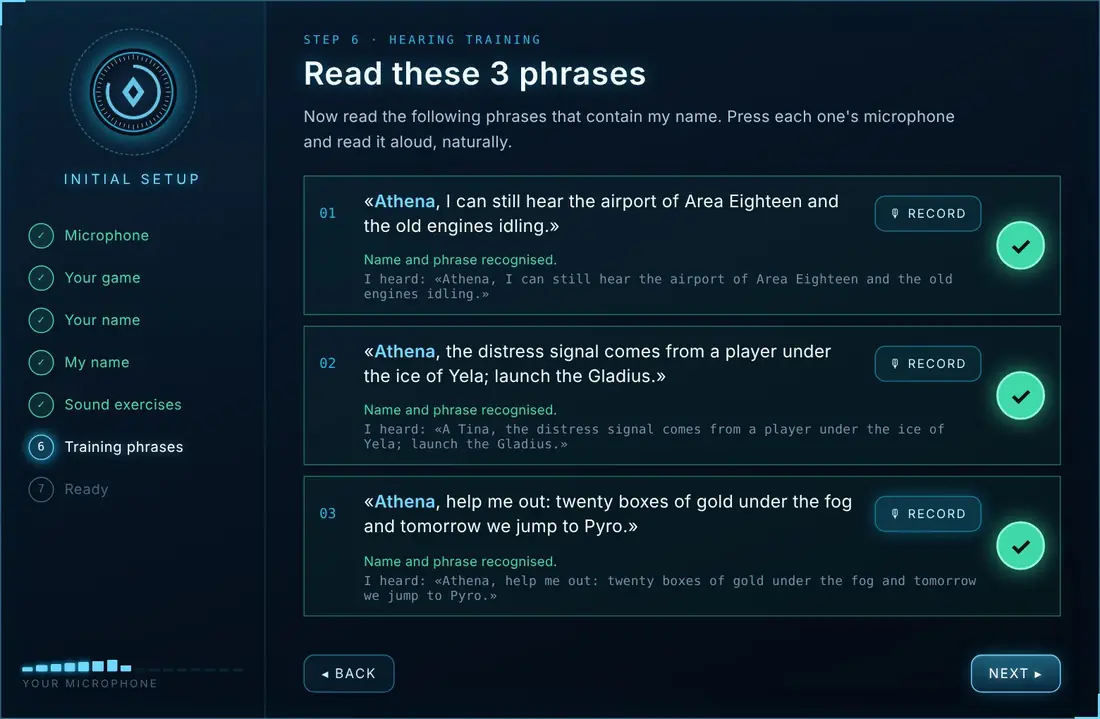 INITIAL SETUP
✓ Microphone
✓ Your game
✓ Your name
✓ My name
✓ Sound exercises
6 Training phrases
7 Ready
YOUR MICROPHONE
STEP 6 · HEARING TRAINING
Read these 3 phrases
Now read the following phrases that contain my name. Press each one's microphone
and read it aloud, naturally.
01
«Athena, I can still hear the airport of Area Eighteen and
the old engines idling.»
RECORD
Name and phrase recognised.
I heard: «Athena, I can still hear the airport of Area Eighteen and the old
engines idling.»
02
«Athena, the distress signal comes from a player under
the ice of Yela; launch the Gladius.»
RECORD
Name and phrase recognised.
I heard: «A Tina, the distress signal comes from a player under the ice of
Yela; launch the Gladius.»
03
«Athena, help me out: twenty boxes of gold under the fog
and tomorrow we jump to Pyro.»
RECORD
Name and phrase recognised.
I heard: «Athena, help me out: twenty boxes of gold under the fog and tomorrow
we jump to Pyro.»
◂ BACK
NEXT ▸